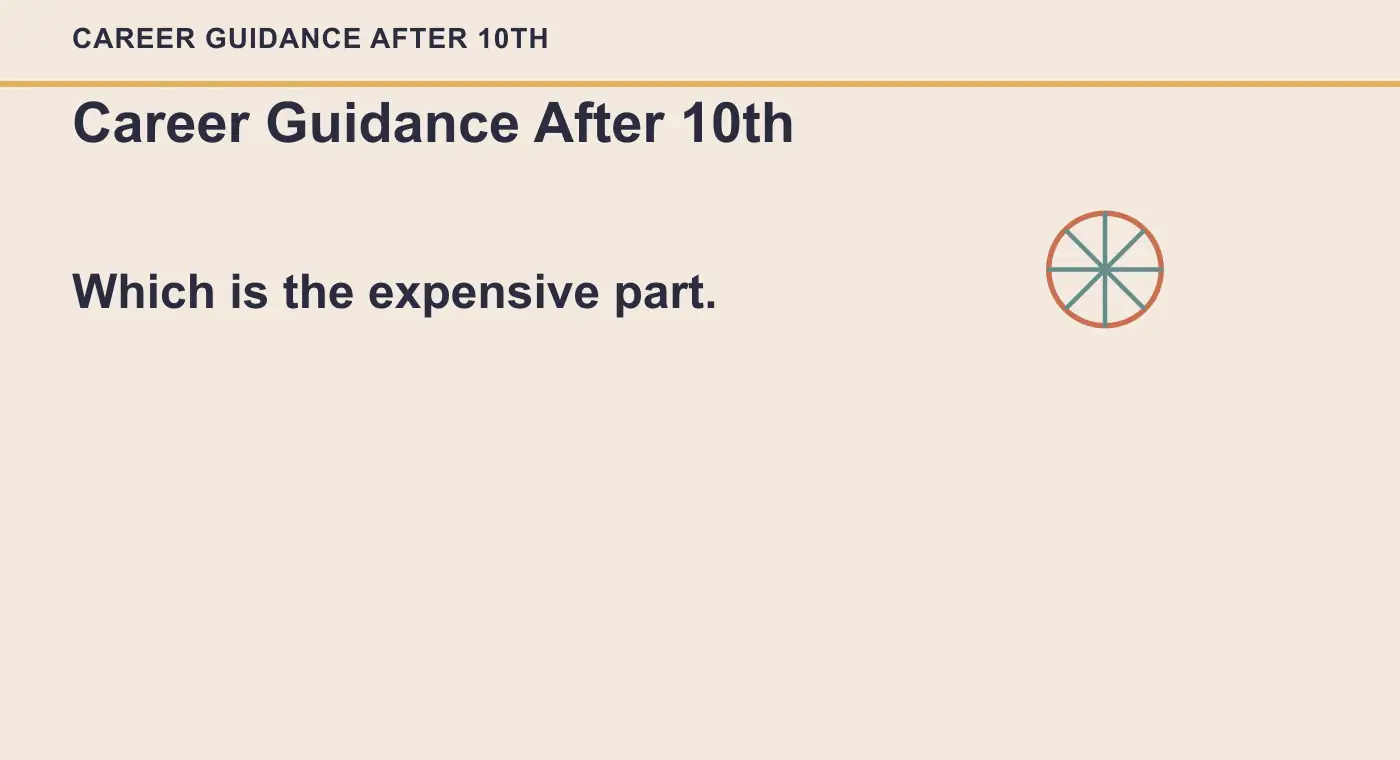 CAREER GUIDANCE AFTER 10TH
Career Guidance After 10th
Which is the expensive part.